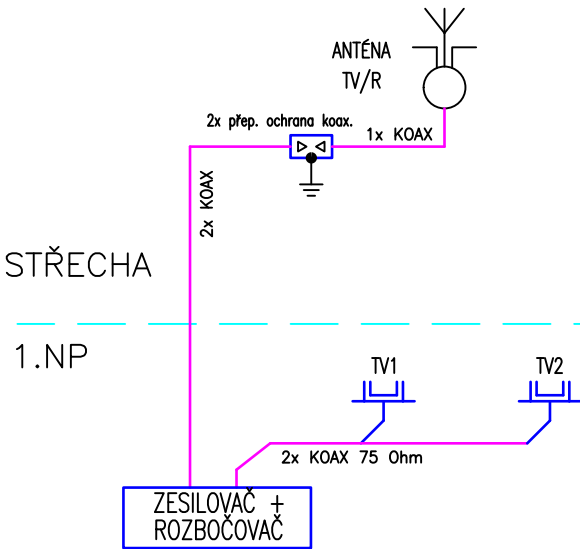 ANTÉNA
TV/R
2x přep. ochrana koax.
1x KOAX
2x KOAX
STŘECHA
1.NP
TV1
TV2
2x KOAX 75 Ohm
ZESILOVAČ +
ROZBOČOVAČ